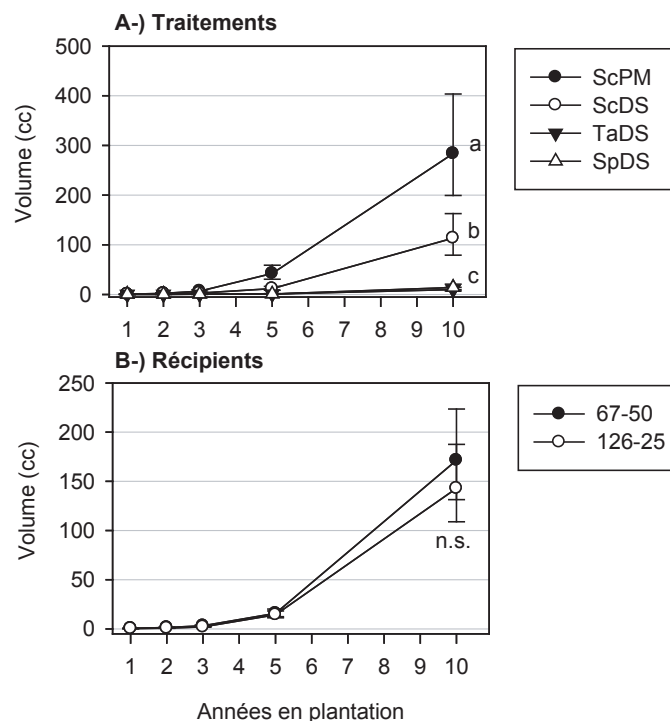 A-) Traitements
500
400
300
200
100
0
Volume (cc)
a
b
c
1 2 3 4 5 6 7 8 9 10
ScPM
ScDS
TaDS
SpDS
B-) Récipients
250
200
150
100
50
0
Volume (cc)
n.s.
1 2 3 4 5 6 7 8 9 10
67-50
126-25
Années en plantation